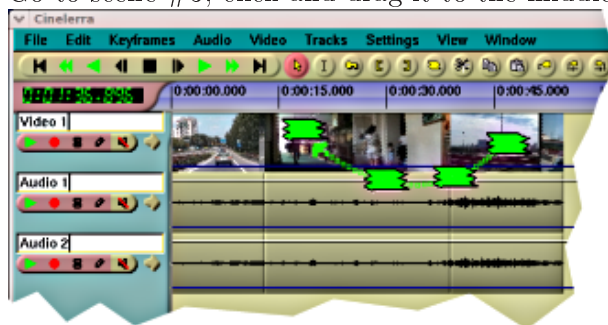 Cinelerra
File Edit Keyframes Audio Video Tracks Settings View Window
0:00:00.000 0:00:15.000 0:00:30.000 0:00:45.000
Video 1
Audio 1
Audio 2